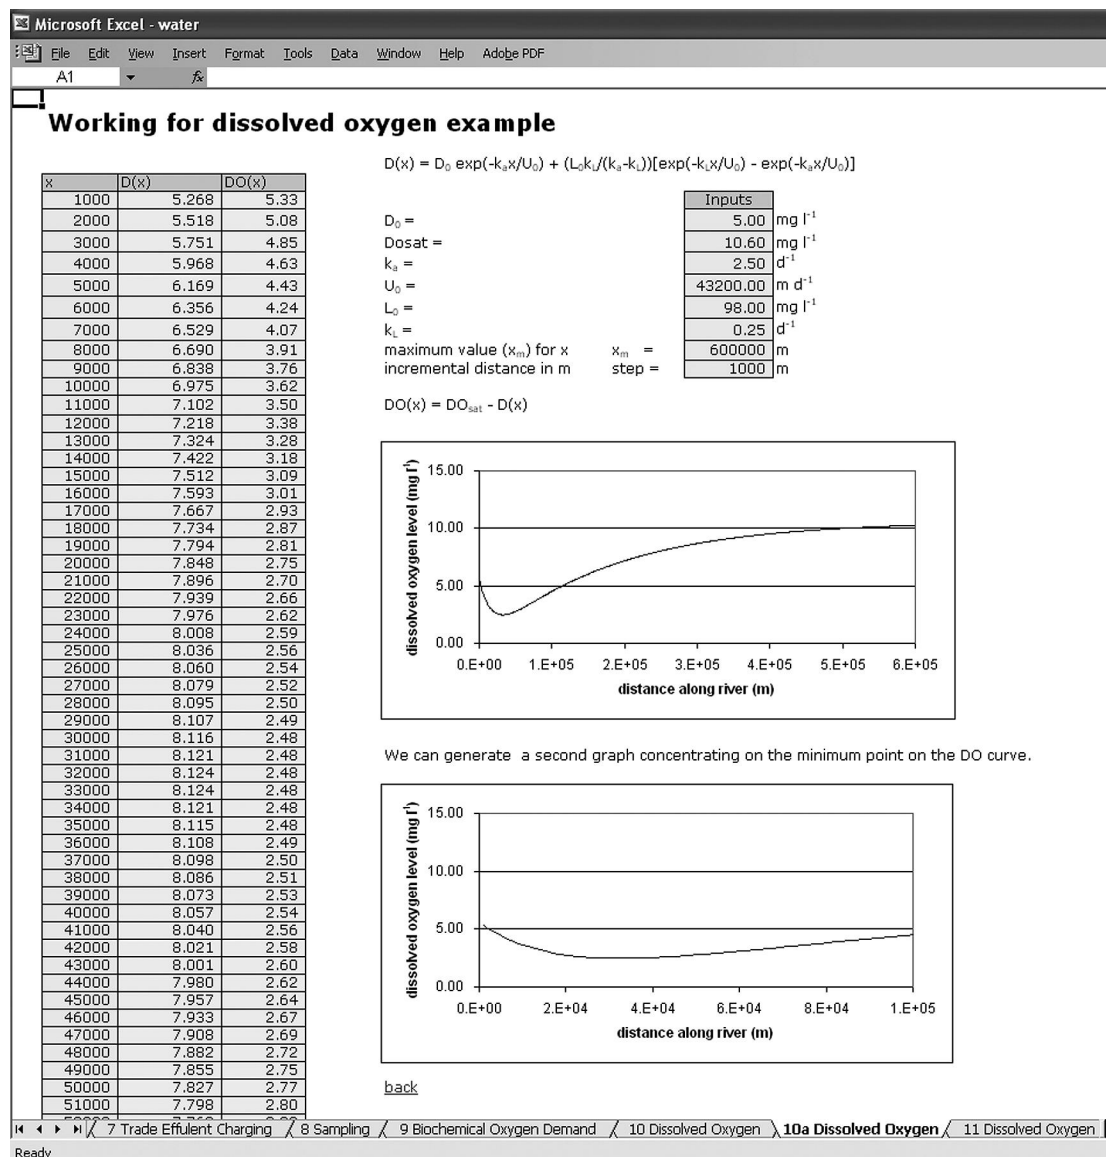 Microsoft Excel - water
File Edit View Insert Format Tools Data Window Help Adobe PDF
A1 fx
Working for dissolved oxygen example
D(x) = D₀ exp(-kₐx/U₀) + (L₀k_L/(kₐ-k_L))[exp(-k_Lx/U₀) - exp(-kₐx/U₀)]
x D(x) DO(x)
1000 5.268 5.33
2000 5.518 5.08
3000 5.751 4.85
4000 5.968 4.63
5000 6.169 4.43
6000 6.356 4.24
7000 6.529 4.07
8000 6.690 3.91
9000 6.838 3.76
10000 6.975 3.62
11000 7.102 3.50
12000 7.218 3.38
13000 7.324 3.28
14000 7.422 3.18
15000 7.512 3.09
16000 7.593 3.01
17000 7.667 2.93
18000 7.734 2.87
19000 7.794 2.81
20000 7.848 2.75
21000 7.896 2.70
22000 7.939 2.66
23000 7.976 2.62
24000 8.008 2.59
25000 8.036 2.56
26000 8.060 2.54
27000 8.079 2.52
28000 8.095 2.50
29000 8.107 2.49
30000 8.116 2.48
31000 8.121 2.48
32000 8.124 2.48
33000 8.124 2.48
34000 8.121 2.48
35000 8.115 2.48
36000 8.108 2.49
37000 8.098 2.50
38000 8.086 2.51
39000 8.073 2.53
40000 8.057 2.54
41000 8.040 2.56
42000 8.021 2.58
43000 8.001 2.60
44000 7.980 2.62
45000 7.957 2.64
46000 7.933 2.67
47000 7.908 2.69
48000 7.882 2.72
49000 7.855 2.75
50000 7.827 2.77
51000 7.798 2.80
Inputs
D₀ = 5.00 mg l⁻¹
Dosat = 10.60 mg l⁻¹
kₐ = 2.50 d⁻¹
U₀ = 43200.00 m d⁻¹
L₀ = 98.00 mg l⁻¹
k_L = 0.25 d⁻¹
maximum value (xₘ) for x xₘ = 600000 m
incremental distance in m step = 1000 m
DO(x) = DOₛₐₜ - D(x)
dissolved oxygen level (mg l⁻¹)
15.00
10.00
5.00
0.00
0.E+00 1.E+05 2.E+05 3.E+05 4.E+05 5.E+05 6.E+05
distance along river (m)
We can generate a second graph concentrating on the minimum point on the DO curve.
dissolved oxygen level (mg l⁻¹)
15.00
10.00
5.00
0.00
0.E+00 2.E+04 4.E+04 6.E+04 8.E+04 1.E+05
distance along river (m)
back
7 Trade Effulent Charging 8 Sampling 9 Biochemical Oxygen Demand 10 Dissolved Oxygen 10a Dissolved Oxygen 11 Dissolved Oxygen
Ready